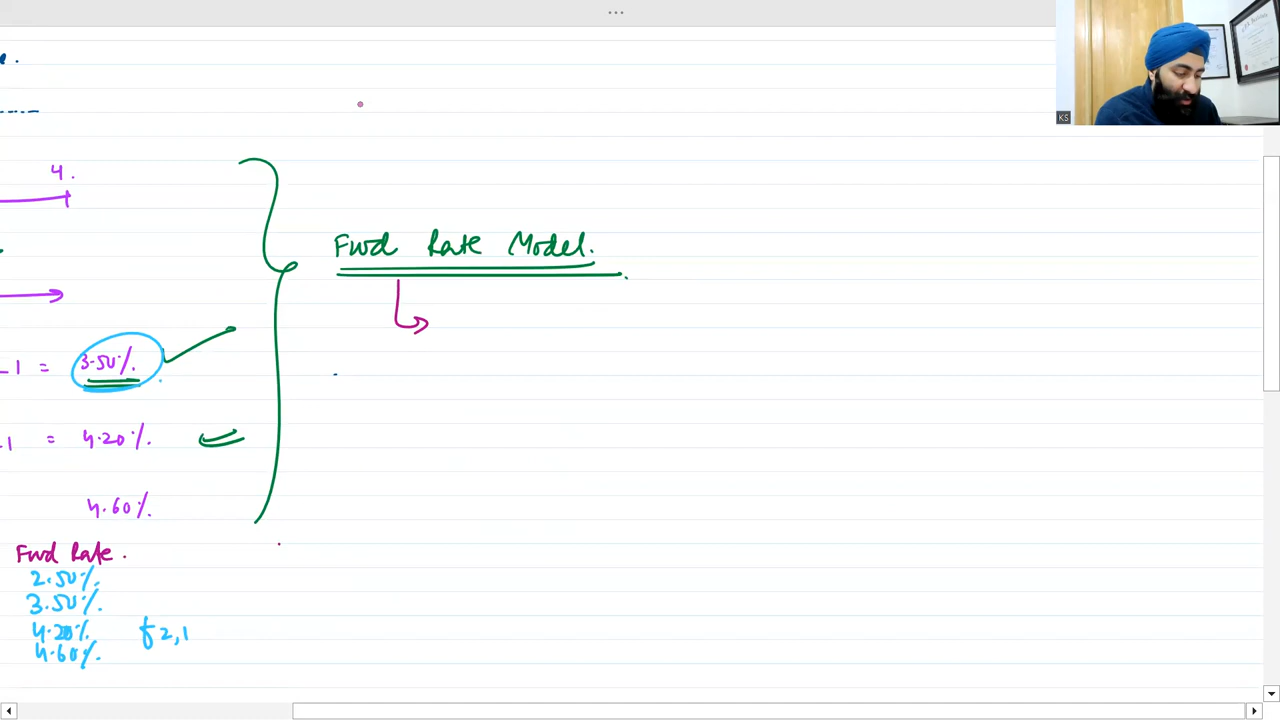 4.
Fwd Rate Model.
-1 = 3.50%.
-1 = 4.20%.
4.60%.
Fwd Rate.
2.50%.
3.50%.
4.20% f2,1
4.60%.
KS